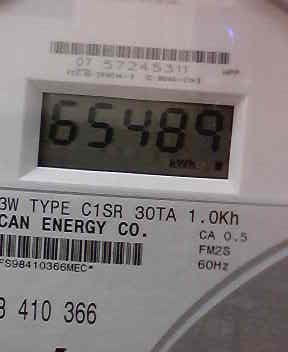 07 57245311
65489
kWh
3W TYPE C1SR 30TA 1.0Kh
CAN ENERGY CO.
CA 0.5
FM2S
FS98410366MEC*
60Hz
410 366